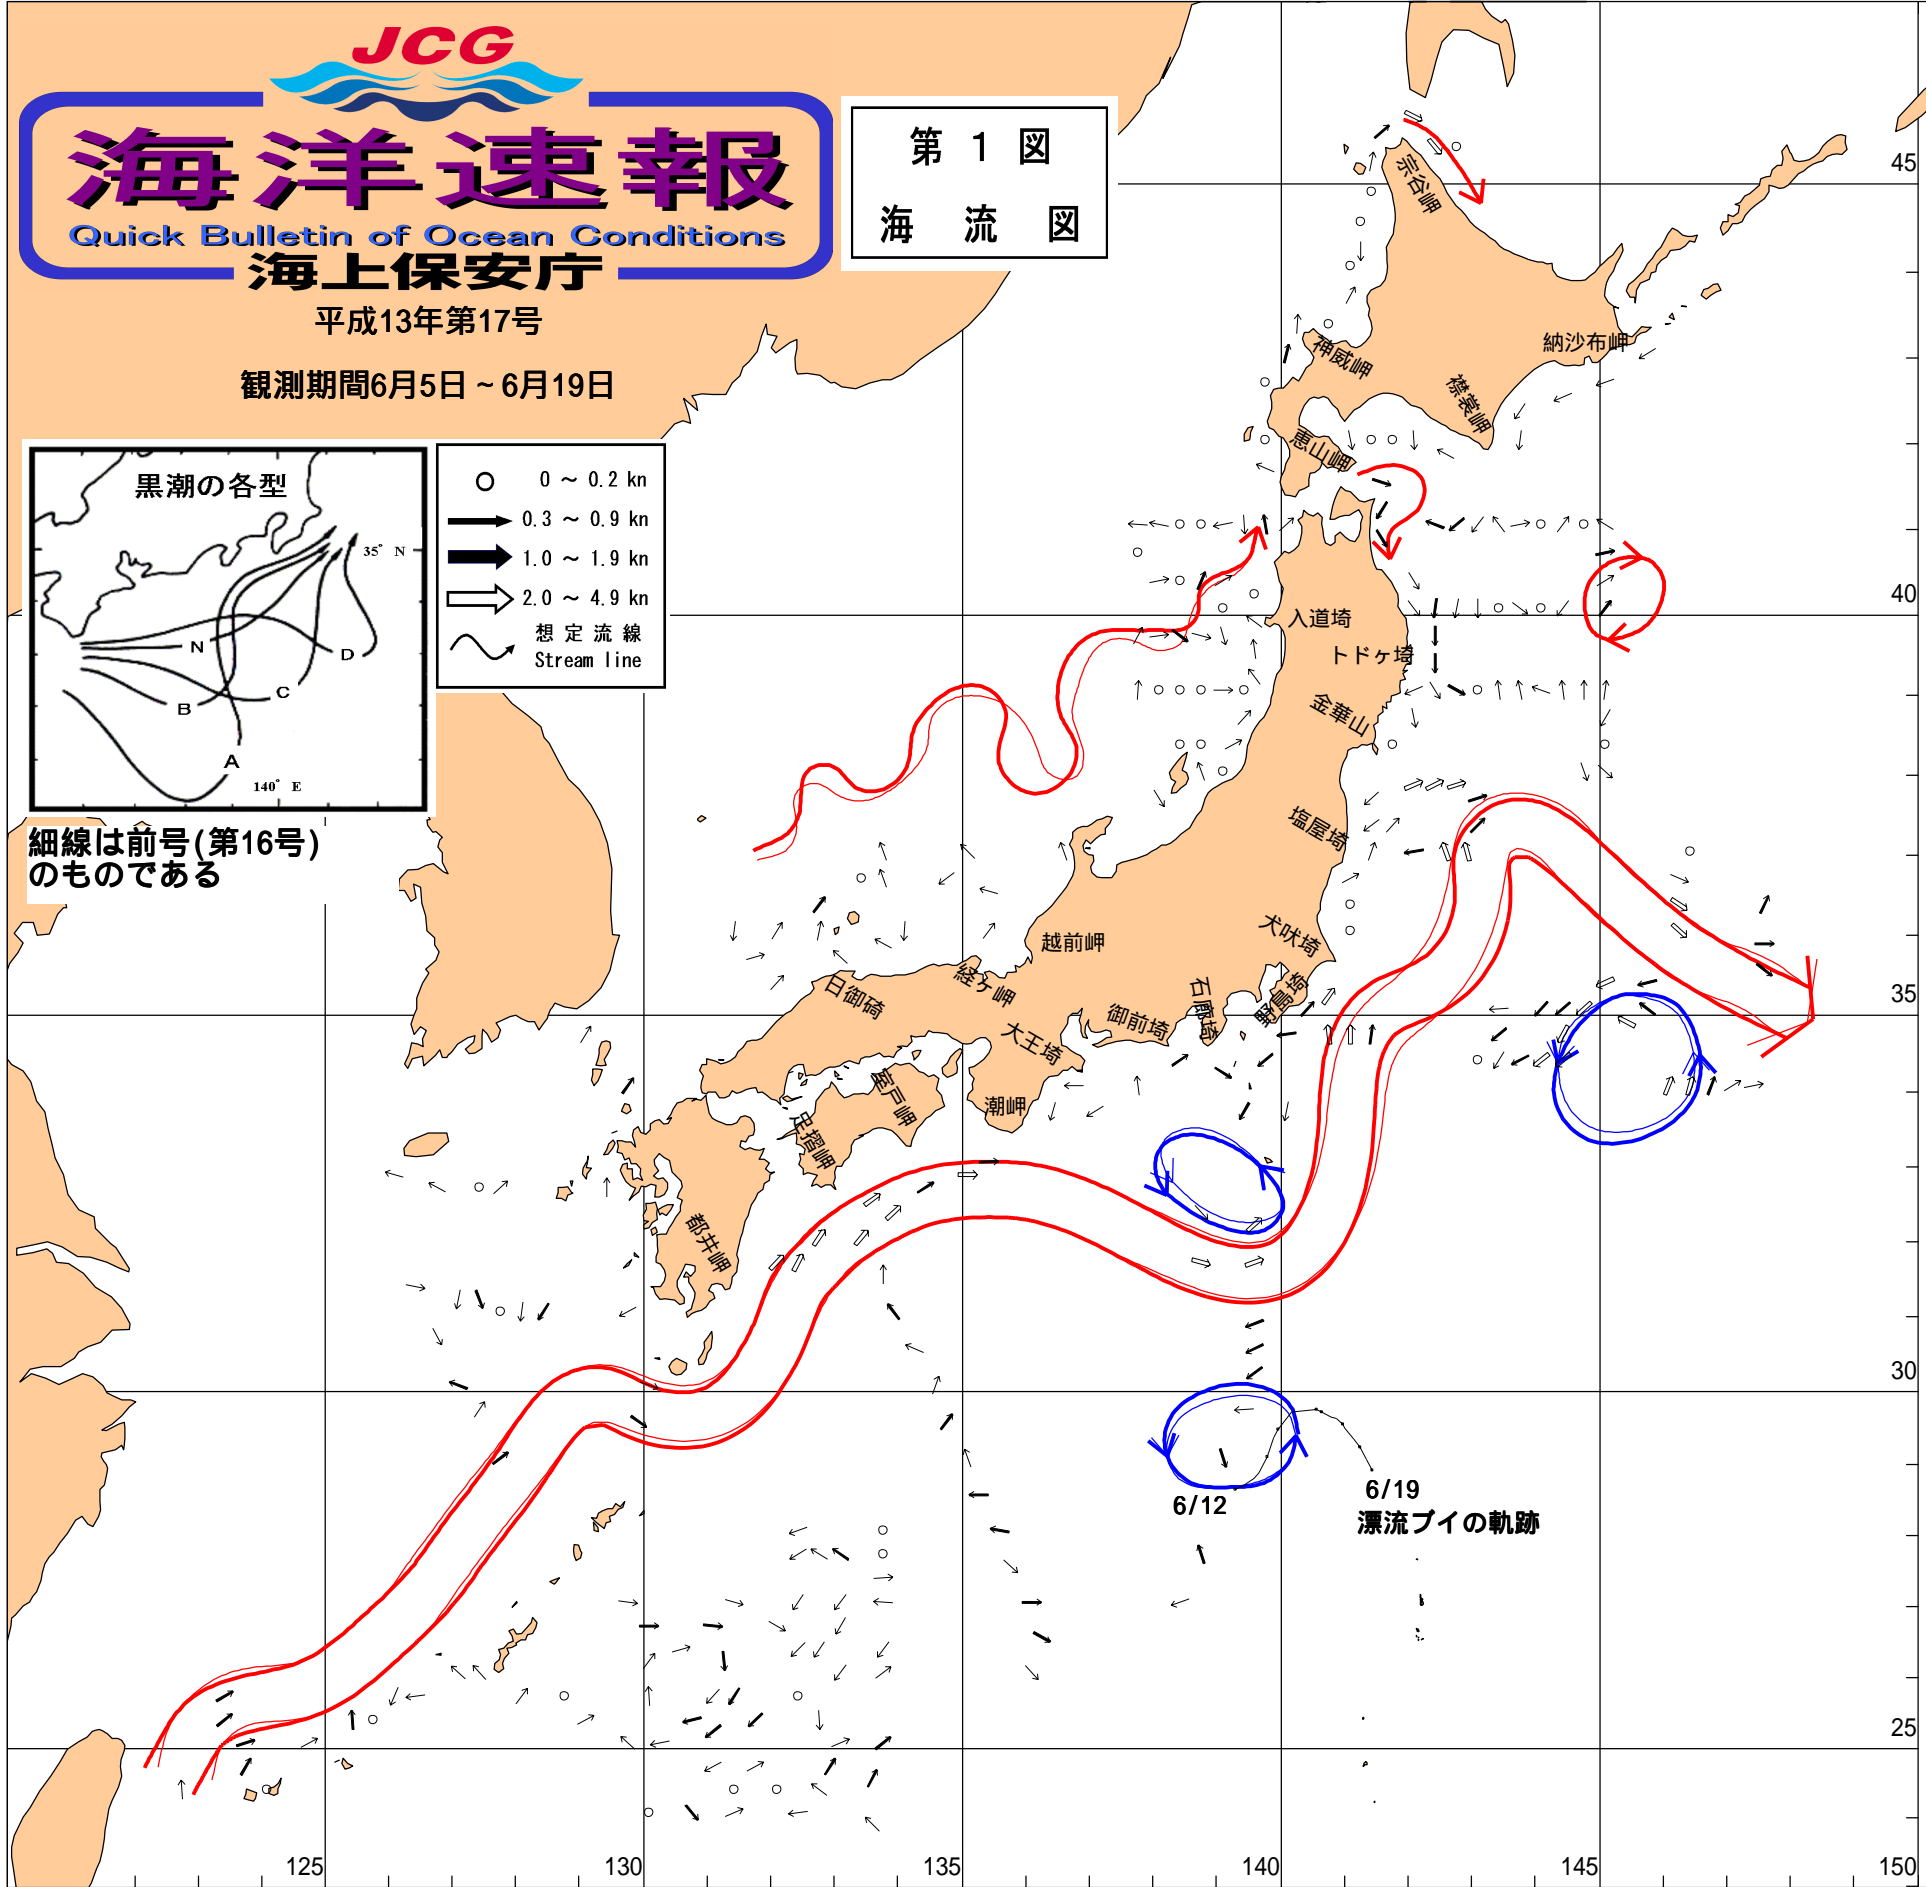 JCG
海洋速報
Quick Bulletin of Ocean Conditions
海上保安庁
平成13年第17号
観測期間6月5日～6月19日
第 1 図
海 流 図
黒潮の各型
35° N
N
D
C
B
A
140° E
0 ～ 0.2 kn
0.3 ～ 0.9 kn
1.0 ～ 1.9 kn
2.0 ～ 4.9 kn
想定流線
Stream line
細線は前号(第16号)
のものである
宗谷岬
神威岬
納沙布岬
襟裳岬
恵山岬
入道埼
トドヶ埼
金華山
塩屋埼
犬吠埼
越前岬
経ヶ岬
日御碕
石廊埼
野島埼
御前埼
大王埼
室戸岬
潮岬
足摺岬
都井岬
6/12
6/19
漂流ブイの軌跡
45
40
35
30
25
125
130
135
140
145
150